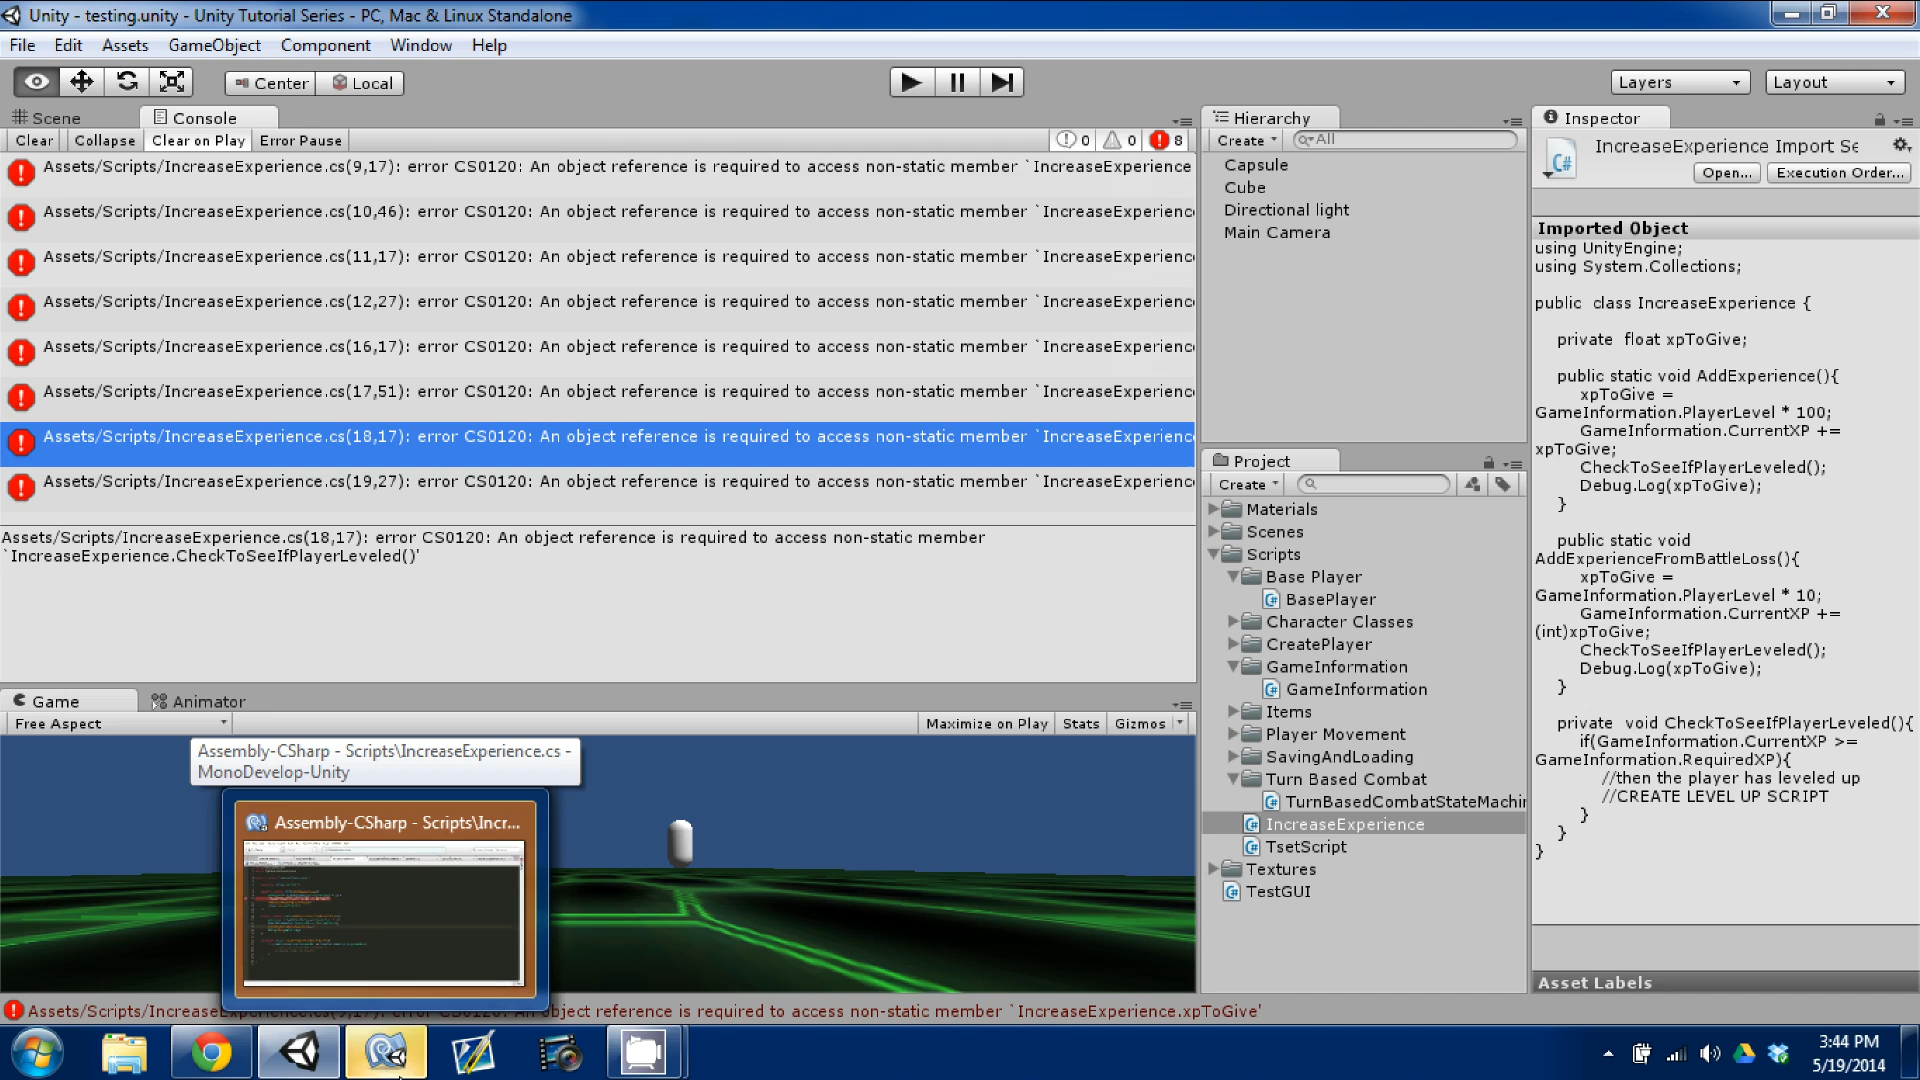 Unity - testing.unity - Unity Tutorial Series - PC, Mac & Linux Standalone
File Edit Assets GameObject Component Window Help
Center Local
Layers Layout
Scene Console
Clear Collapse Clear on Play Error Pause 0 0 8
Assets/Scripts/IncreaseExperience.cs(9,17): error CS0120: An object reference is required to access non-static member `IncreaseExperience
Assets/Scripts/IncreaseExperience.cs(10,46): error CS0120: An object reference is required to access non-static member `IncreaseExperienc
Assets/Scripts/IncreaseExperience.cs(11,17): error CS0120: An object reference is required to access non-static member `IncreaseExperienc
Assets/Scripts/IncreaseExperience.cs(12,27): error CS0120: An object reference is required to access non-static member `IncreaseExperienc
Assets/Scripts/IncreaseExperience.cs(16,17): error CS0120: An object reference is required to access non-static member `IncreaseExperienc
Assets/Scripts/IncreaseExperience.cs(17,51): error CS0120: An object reference is required to access non-static member `IncreaseExperienc
Assets/Scripts/IncreaseExperience.cs(18,17): error CS0120: An object reference is required to access non-static member `IncreaseExperienc
Assets/Scripts/IncreaseExperience.cs(19,27): error CS0120: An object reference is required to access non-static member `IncreaseExperienc
Assets/Scripts/IncreaseExperience.cs(18,17): error CS0120: An object reference is required to access non-static member
`IncreaseExperience.CheckToSeeIfPlayerLeveled()'
Game Animator
Free Aspect Maximize on Play Stats Gizmos
Assembly-CSharp - Scripts\IncreaseExperience.cs -
MonoDevelop-Unity
Assembly-CSharp - Scripts\Incr...
Hierarchy
Create All
Capsule
Cube
Directional light
Main Camera
Project
Create
Materials
Scenes
Scripts
Base Player
BasePlayer
Character Classes
CreatePlayer
GameInformation
GameInformation
Items
Player Movement
SavingAndLoading
Turn Based Combat
TurnBasedCombatStateMachin
IncreaseExperience
TsetScript
Textures
TestGUI
Inspector
IncreaseExperience Import Se
Open... Execution Order...
Imported Object
using UnityEngine;
using System.Collections;
public class IncreaseExperience {
private float xpToGive;
public static void AddExperience(){
xpToGive =
GameInformation.PlayerLevel * 100;
GameInformation.CurrentXP +=
xpToGive;
CheckToSeeIfPlayerLeveled();
Debug.Log(xpToGive);
}
public static void
AddExperienceFromBattleLoss(){
xpToGive =
GameInformation.PlayerLevel * 10;
GameInformation.CurrentXP +=
(int)xpToGive;
CheckToSeeIfPlayerLeveled();
Debug.Log(xpToGive);
}
private void CheckToSeeIfPlayerLeveled(){
if(GameInformation.CurrentXP >=
GameInformation.RequiredXP){
//then the player has leveled up
//CREATE LEVEL UP SCRIPT
}
}
}
Asset Labels
Assets/Scripts/IncreaseExperience.cs(9,17): error CS0120: An object reference is required to access non-static member `IncreaseExperience.xpToGive'
3:44 PM
5/19/2014